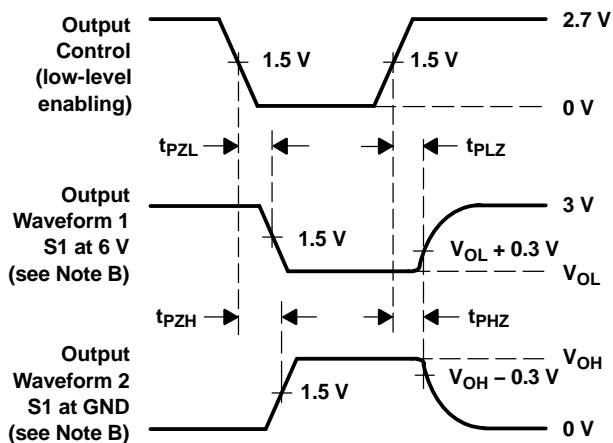 Output
Control
(low-level
enabling)
2.7 V
1.5 V
1.5 V
0 V
tPZL
tPLZ
Output
Waveform 1
S1 at 6 V
(see Note B)
3 V
1.5 V
VOL + 0.3 V
VOL
tPZH
tPHZ
Output
Waveform 2
S1 at GND
(see Note B)
VOH
VOH – 0.3 V
1.5 V
0 V